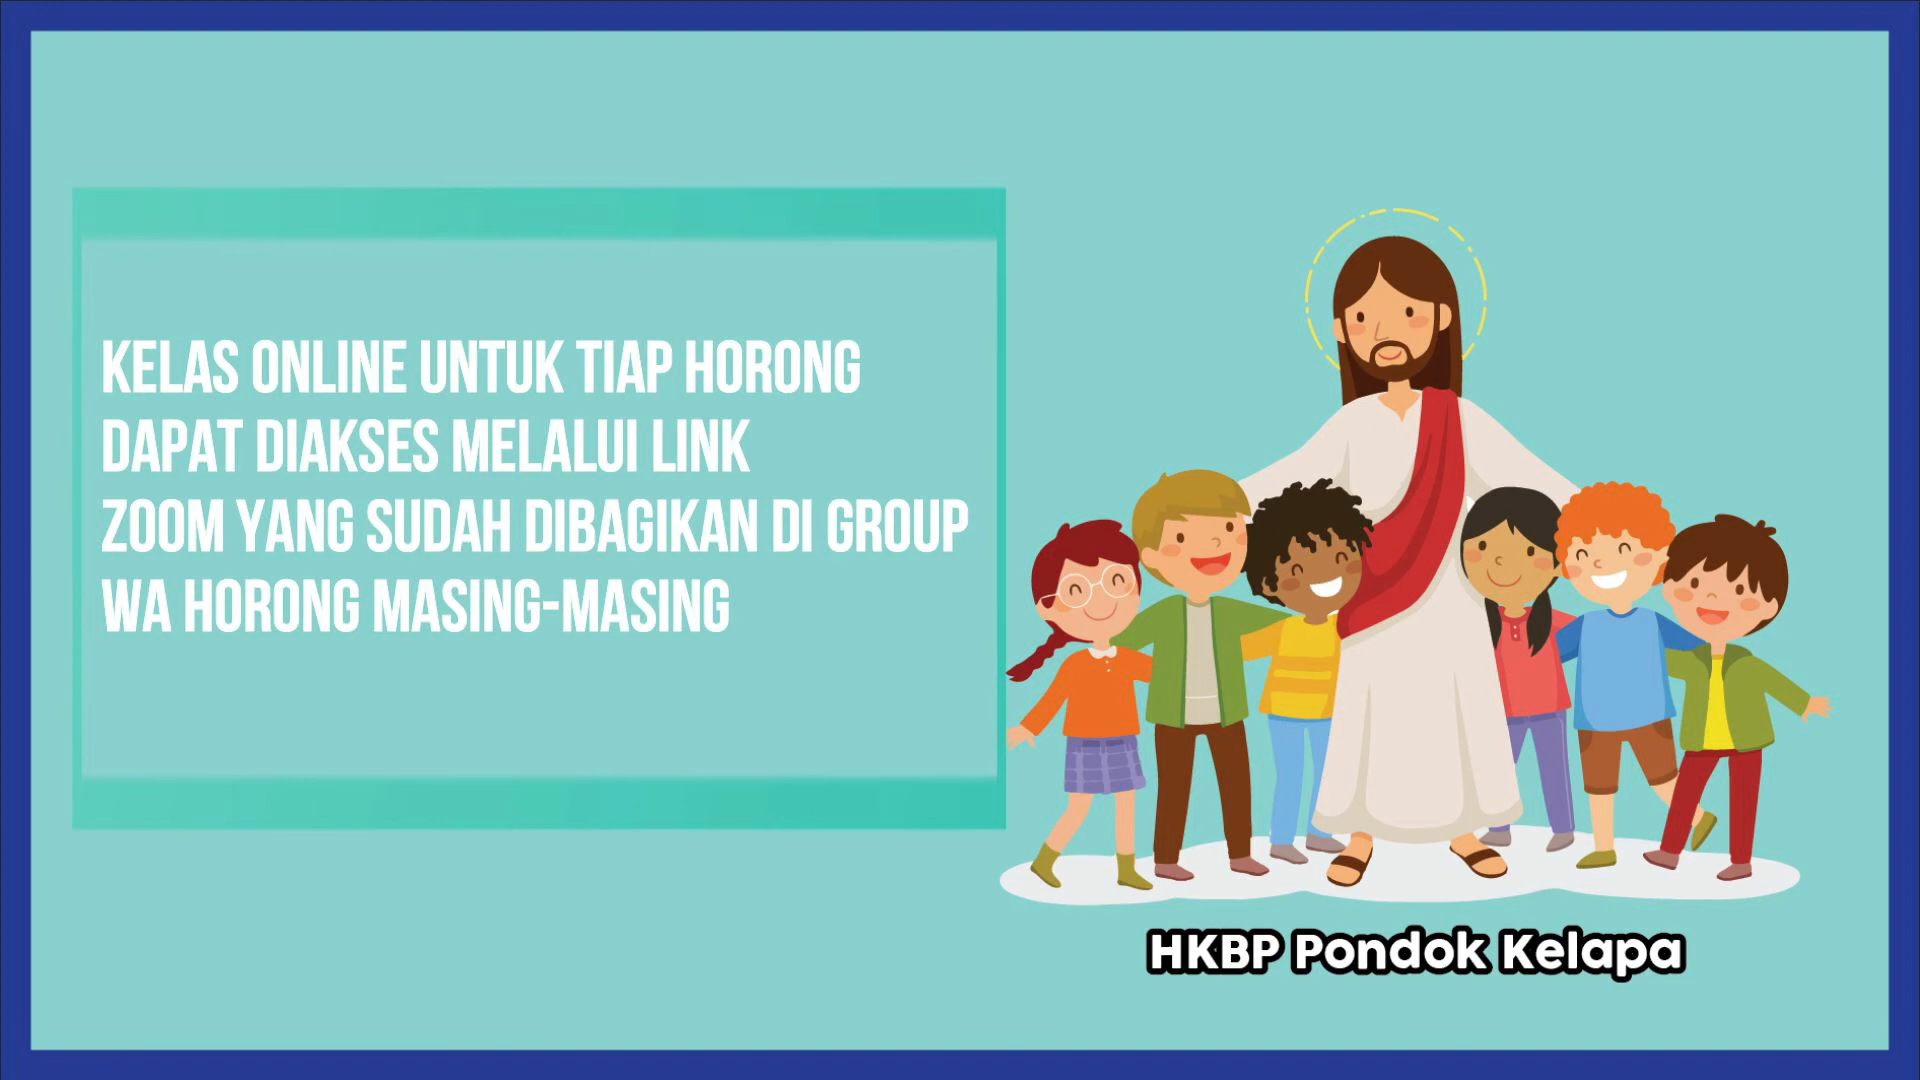 KELAS ONLINE UNTUK TIAP HORONG
DAPAT DIAKSES MELALUI LINK
ZOOM YANG SUDAH DIBAGIKAN DI GROUP
WA HORONG MASING-MASING
HKBP Pondok Kelapa